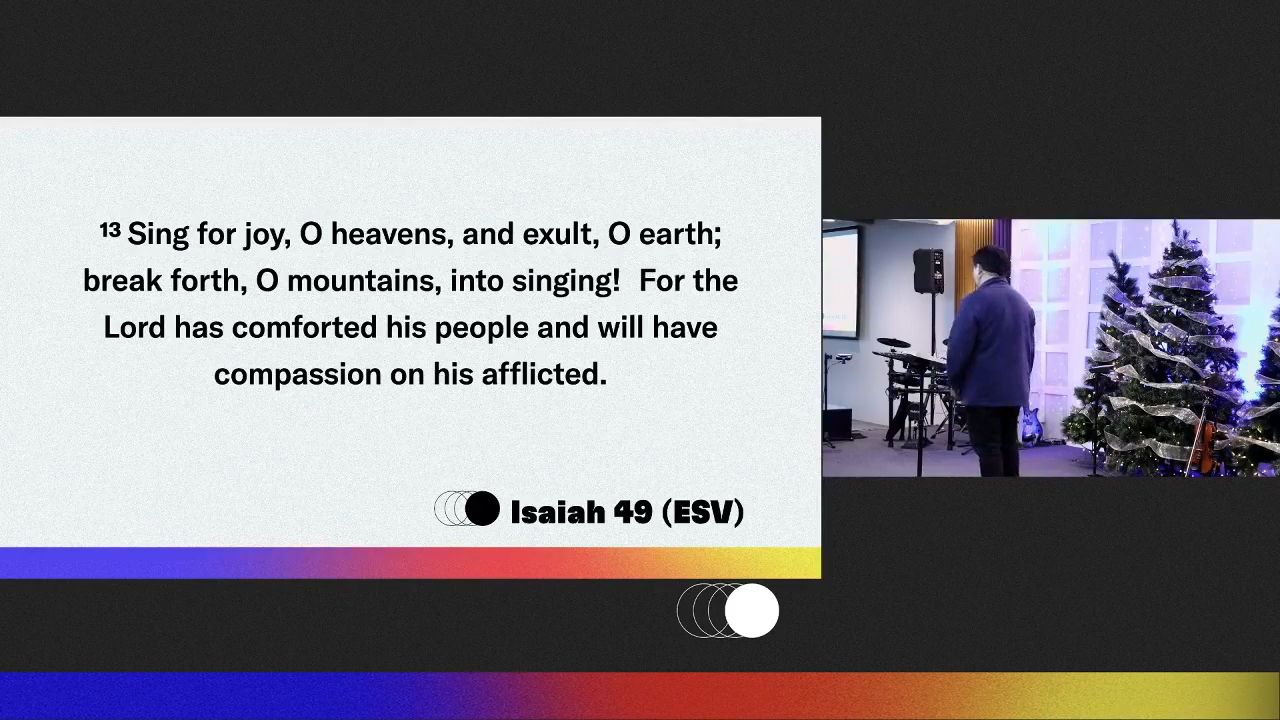 ¹³ Sing for joy, O heavens, and exult, O earth;
break forth, O mountains, into singing!  For the
Lord has comforted his people and will have
compassion on his afflicted.
Isaiah 49 (ESV)